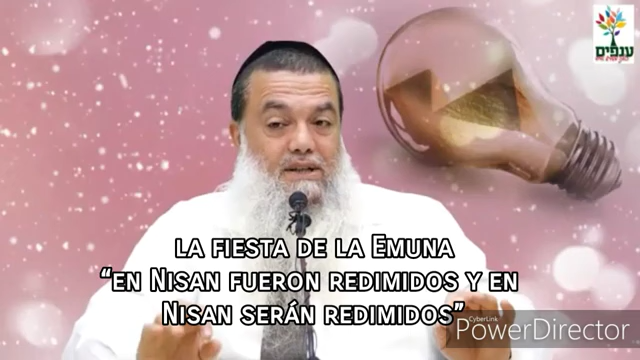 ענפים
LA FIESTA DE LA EMUNA
“EN NISAN FUERON REDIMIDOS Y EN
NISAN SERÁN REDIMIDOS”
CyberLink
PowerDirector